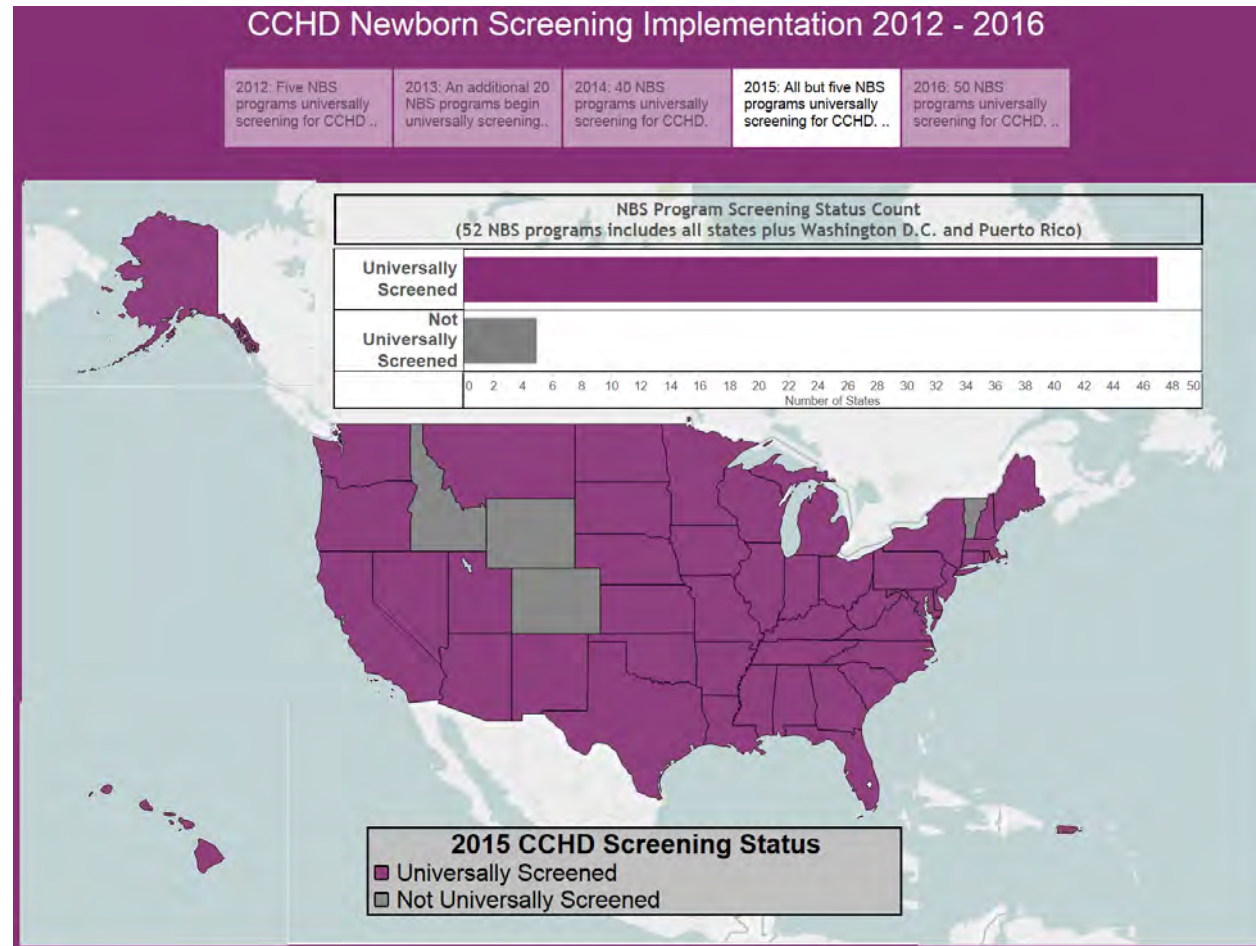 CCHD Newborn Screening Implementation 2012 - 2016
2012: Five NBS
programs universally
screening for CCHD ..
2013: An additional 20
NBS programs begin
universally screening..
2014: 40 NBS
programs universally
screening for CCHD.
2015: All but five NBS
programs universally
screening for CCHD. ..
2016: 50 NBS
programs universally
screening for CCHD. ..
NBS Program Screening Status Count
(52 NBS programs includes all states plus Washington D.C. and Puerto Rico)
Universally
Screened
Not
Universally
Screened
0 2 4 6 8 10 12 14 16 18 20 22 24 26 28 30 32 34 36 38 40 42 44 46 48 50
Number of States
2015 CCHD Screening Status
Universally Screened
Not Universally Screened